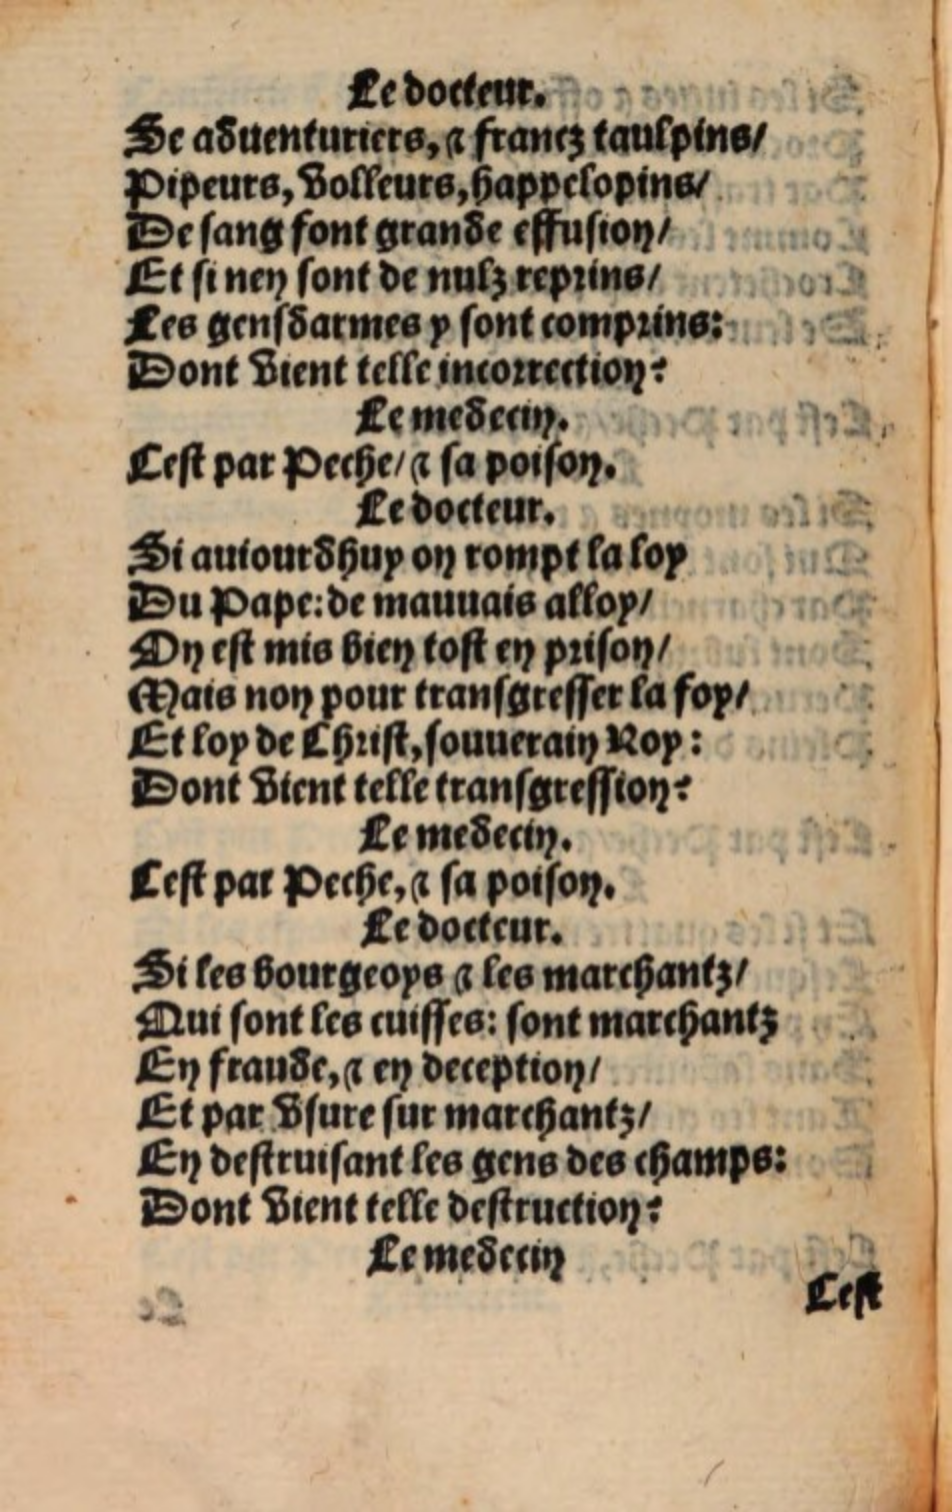 Le docteur.
Se aduenturiers, ⁊ francz taulpins/
Pipeurs, volleurs, happelopins/
De sang font grande effusion/
Et si nen sont de nulz reprins/
Les gensdarmes y sont comprins:
Dont vient telle incorrection?
Le medecin.
Cest par Peche/ ⁊ sa poison.
Le docteur.
Si auiourdhuy on rompt la loy
Du Pape: de mauuais alloy/
On est mis bien tost en prison/
Mais non pour transgresser la foy/
Et loy de Christ, souuerain Roy:
Dont vient telle transgression?
Le medecin.
Cest par Peche, ⁊ sa poison.
Le docteur.
Si les bourgeoys ⁊ les marchantz/
Qui sont les cuisses: sont marchantz
En fraude, ⁊ en deception/
Et par vsure sur marchantz/
En destruisant les gens des champs:
Dont vient telle destruction?
Le medecin
Cest